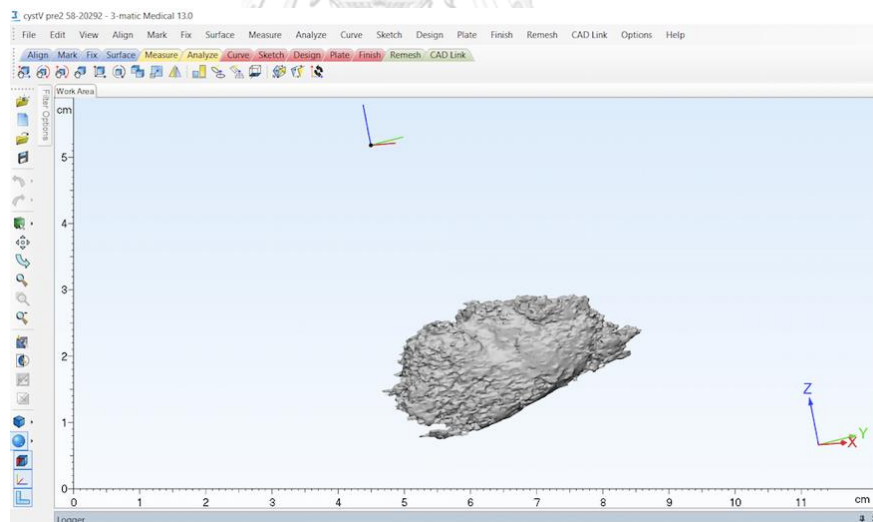 cystV pre2 58-20292 - 3-matic Medical 13.0
File Edit View Align Mark Fix Surface Measure Analyze Curve Sketch Design Plate Finish Remesh CAD Link Options Help
Align Mark Fix Surface Measure Analyze Curve Sketch Design Plate Finish Remesh CAD Link
Filter Options
Work Area
cm
5
4
3
2
1
0
Z
Y
X
0 1 2 3 4 5 6 7 8 9 10 11 cm
Logger